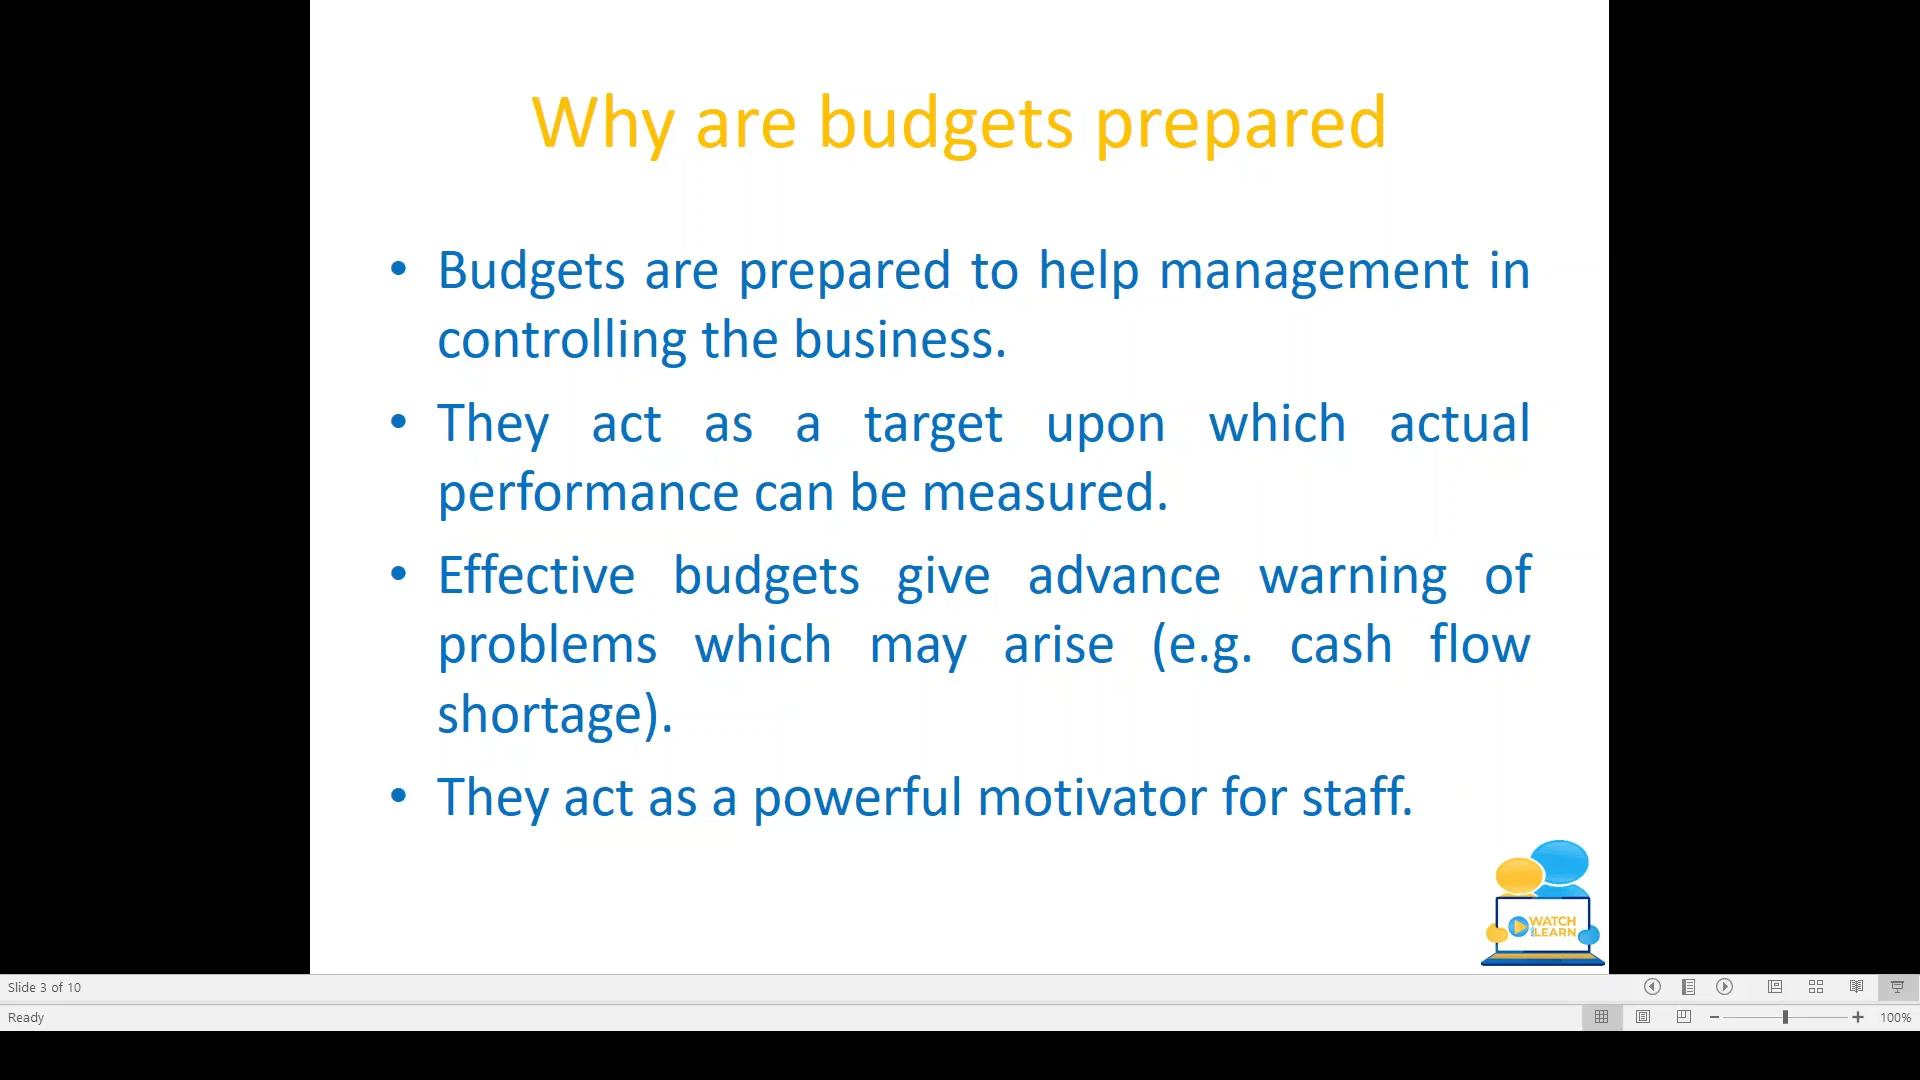 Why are budgets prepared
• Budgets are prepared to help management in
controlling the business.
• They act as a target upon which actual
performance can be measured.
• Effective budgets give advance warning of
problems which may arise (e.g. cash flow
shortage).
• They act as a powerful motivator for staff.
WATCH
LEARN
Slide 3 of 10
Ready
100%